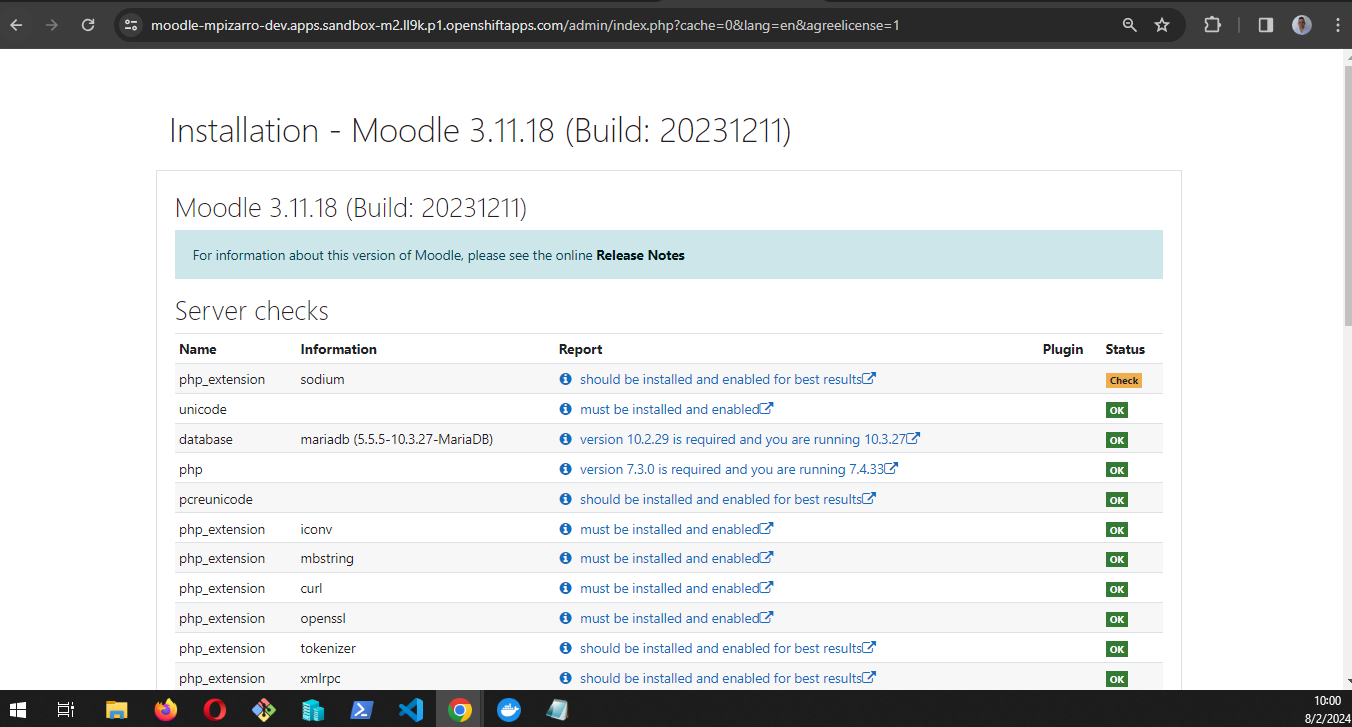 moodle-mpizarro-dev.apps.sandbox-m2.ll9k.p1.openshiftapps.com/admin/index.php?cache=0&lang=en&agreelicense=1
Installation - Moodle 3.11.18 (Build: 20231211)
Moodle 3.11.18 (Build: 20231211)
For information about this version of Moodle, please see the online Release Notes
Server checks
Name Information Report Plugin Status
php_extension sodium should be installed and enabled for best results Check
unicode must be installed and enabled OK
database mariadb (5.5.5-10.3.27-MariaDB) version 10.2.29 is required and you are running 10.3.27 OK
php version 7.3.0 is required and you are running 7.4.33 OK
pcreunicode should be installed and enabled for best results OK
php_extension iconv must be installed and enabled OK
php_extension mbstring must be installed and enabled OK
php_extension curl must be installed and enabled OK
php_extension openssl must be installed and enabled OK
php_extension tokenizer should be installed and enabled for best results OK
php_extension xmlrpc should be installed and enabled for best results OK
10:00
8/2/2024